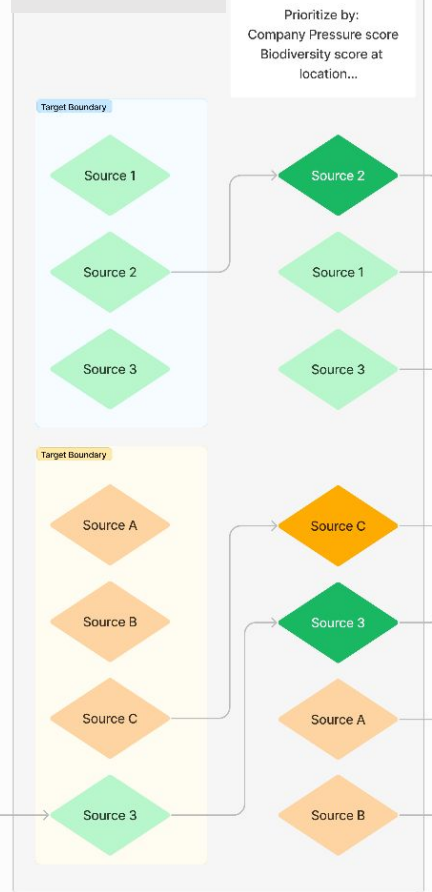 Prioritize by:
Company Pressure score
Biodiversity score at
location...
Target Boundary
Source 1
Source 2
Source 3
Source 2
Source 1
Source 3
Target Boundary
Source A
Source B
Source C
Source 3
Source C
Source 3
Source A
Source B